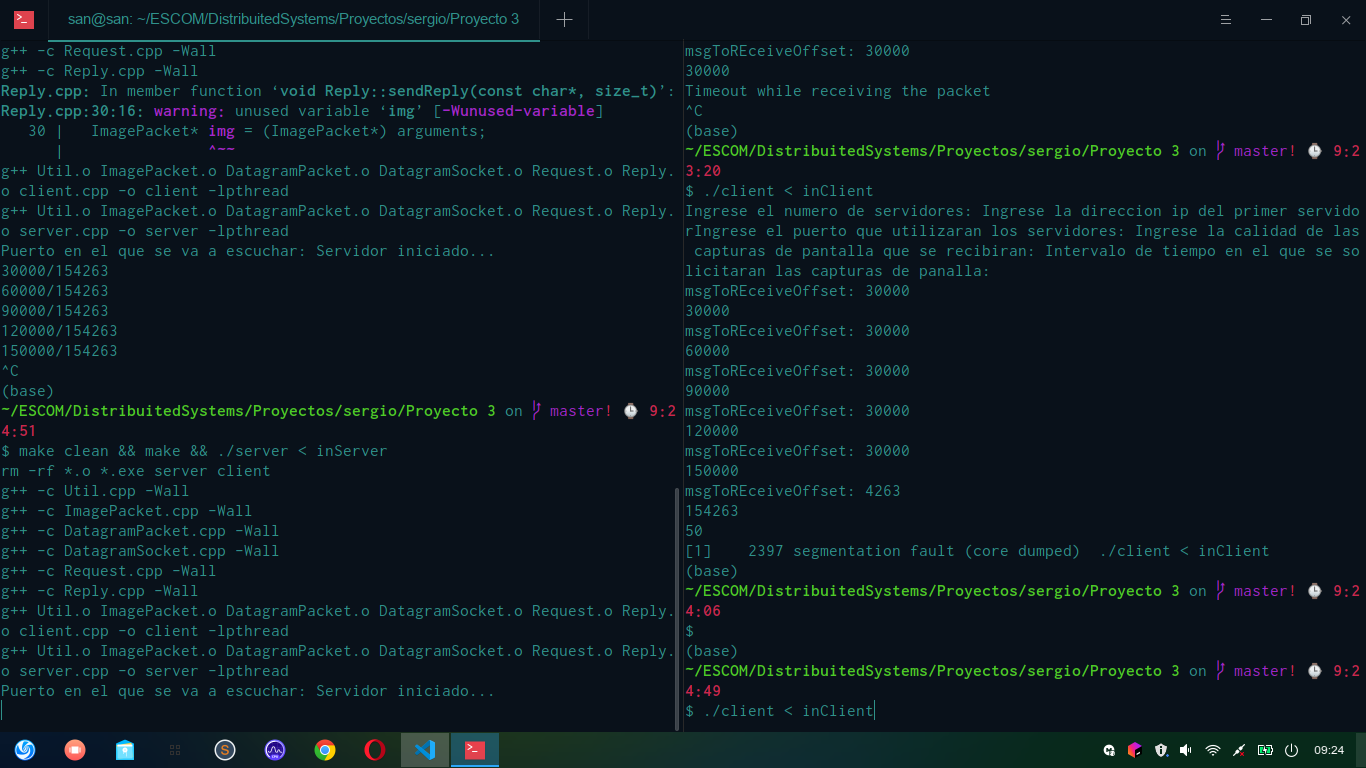 san@san: ~/ESCOM/DistribuitedSystems/Proyectos/sergio/Proyecto 3
g++ -c Request.cpp -Wall
g++ -c Reply.cpp -Wall
Reply.cpp: In member function ‘void Reply::sendReply(const char*, size_t)’:
Reply.cpp:30:16: warning: unused variable ‘img’ [-Wunused-variable]
   30 |   ImagePacket* img = (ImagePacket*) arguments;
      |                ^~~
g++ Util.o ImagePacket.o DatagramPacket.o DatagramSocket.o Request.o Reply.
o client.cpp -o client -lpthread
g++ Util.o ImagePacket.o DatagramPacket.o DatagramSocket.o Request.o Reply.
o server.cpp -o server -lpthread
Puerto en el que se va a escuchar: Servidor iniciado...
30000/154263
60000/154263
90000/154263
120000/154263
150000/154263
^C
(base)
~/ESCOM/DistribuitedSystems/Proyectos/sergio/Proyecto 3 on master! 9:2
4:51
$ make clean && make && ./server < inServer
rm -rf *.o *.exe server client
g++ -c Util.cpp -Wall
g++ -c ImagePacket.cpp -Wall
g++ -c DatagramPacket.cpp -Wall
g++ -c DatagramSocket.cpp -Wall
g++ -c Request.cpp -Wall
g++ -c Reply.cpp -Wall
g++ Util.o ImagePacket.o DatagramPacket.o DatagramSocket.o Request.o Reply.
o client.cpp -o client -lpthread
g++ Util.o ImagePacket.o DatagramPacket.o DatagramSocket.o Request.o Reply.
o server.cpp -o server -lpthread
Puerto en el que se va a escuchar: Servidor iniciado...
msgToREceiveOffset: 30000
30000
Timeout while receiving the packet
^C
(base)
~/ESCOM/DistribuitedSystems/Proyectos/sergio/Proyecto 3 on master! 9:2
3:20
$ ./client < inClient
Ingrese el numero de servidores: Ingrese la direccion ip del primer servido
rIngrese el puerto que utilizaran los servidores: Ingrese la calidad de las
 capturas de pantalla que se recibiran: Intervalo de tiempo en el que se so
licitaran las capturas de panalla:
msgToREceiveOffset: 30000
30000
msgToREceiveOffset: 30000
60000
msgToREceiveOffset: 30000
90000
msgToREceiveOffset: 30000
120000
msgToREceiveOffset: 30000
150000
msgToREceiveOffset: 4263
154263
50
[1]    2397 segmentation fault (core dumped)  ./client < inClient
(base)
~/ESCOM/DistribuitedSystems/Proyectos/sergio/Proyecto 3 on master! 9:2
4:06
$
(base)
~/ESCOM/DistribuitedSystems/Proyectos/sergio/Proyecto 3 on master! 9:2
4:49
$ ./client < inClient
09:24